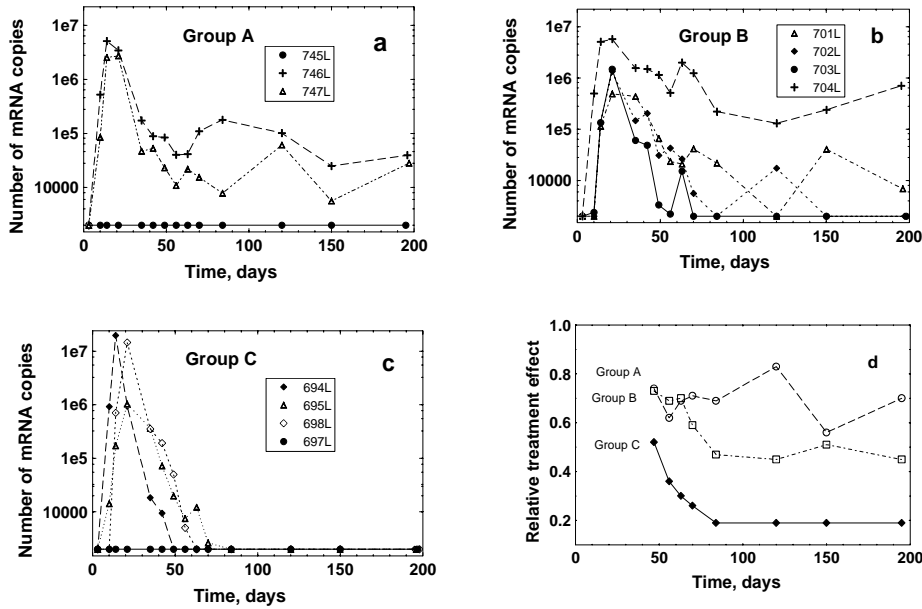 Group A
a
745L
746L
747L
1e7
1e6
1e5
10000
0 50 100 150 200
Number of mRNA copies
Time, days
Group B
b
701L
702L
703L
704L
1e7
1e6
1e5
10000
0 50 100 150 200
Number of mRNA copies
Time, days
Group C
c
694L
695L
698L
697L
1e7
1e6
1e5
10000
0 50 100 150 200
Number of mRNA copies
Time, days
d
1.0
0.8
0.6
0.4
0.2
Group A
Group B
Group C
0 50 100 150 200
Relative treatment effect
Time, days